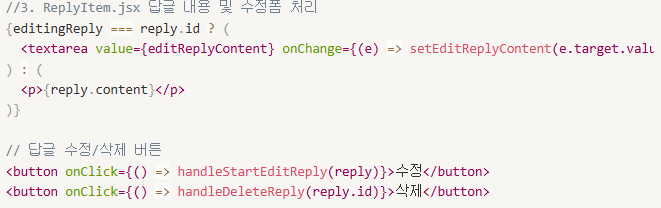 //3. ReplyItem.jsx 답글 내용 및 수정폼 처리
{editingReply === reply.id ? (
  <textarea value={editReplyContent} onChange={(e) => setEditReplyContent(e.target.valu
) : (
  <p>{reply.content}</p>
)}

// 답글 수정/삭제 버튼
<button onClick={() => handleStartEditReply(reply)}>수정</button>
<button onClick={() => handleDeleteReply(reply.id)}>삭제</button>